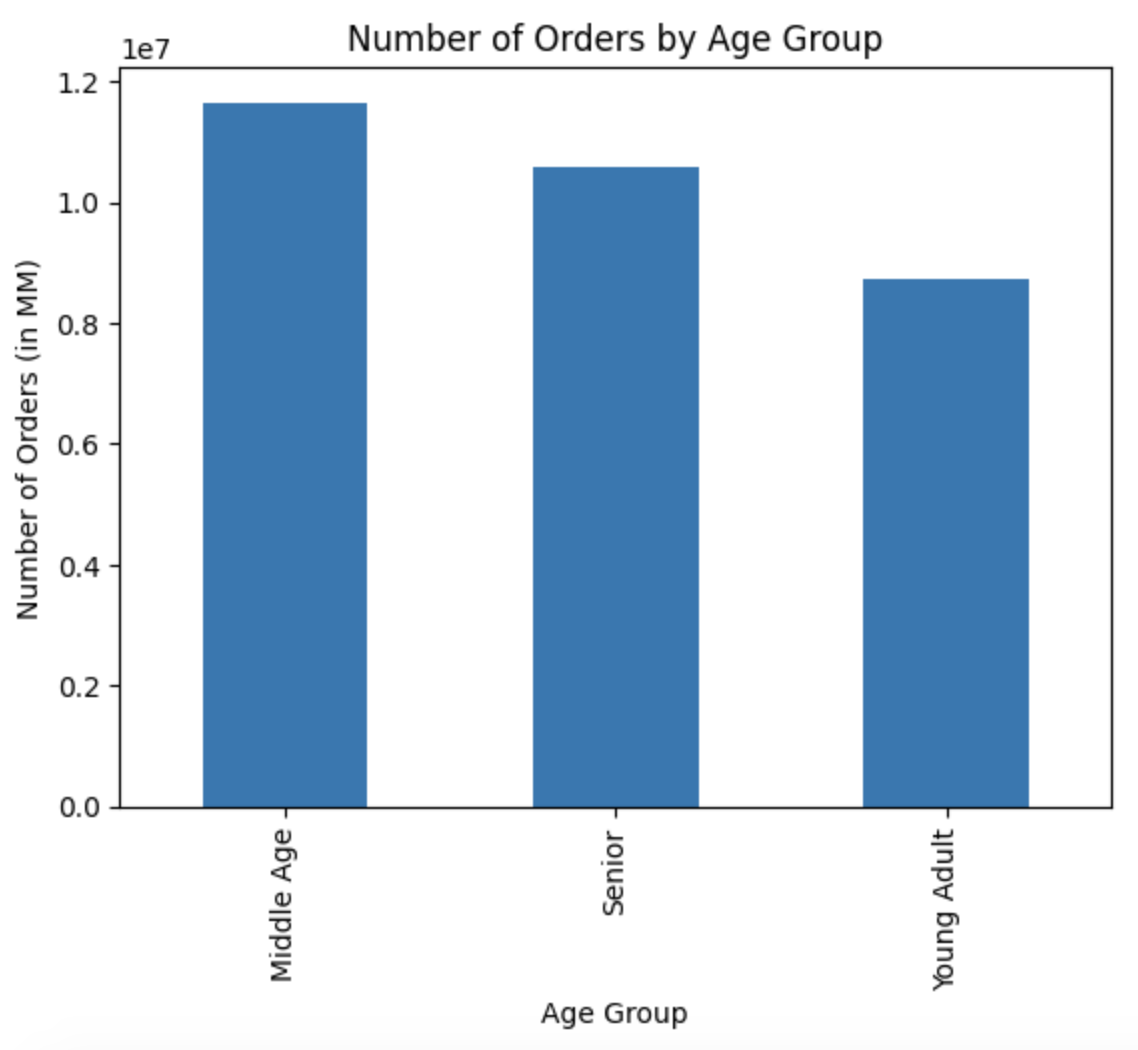 Number of Orders by Age Group
1e7
1.2
1.0
0.8
0.6
0.4
0.2
0.0
Number of Orders (in MM)
Middle Age
Senior
Young Adult
Age Group